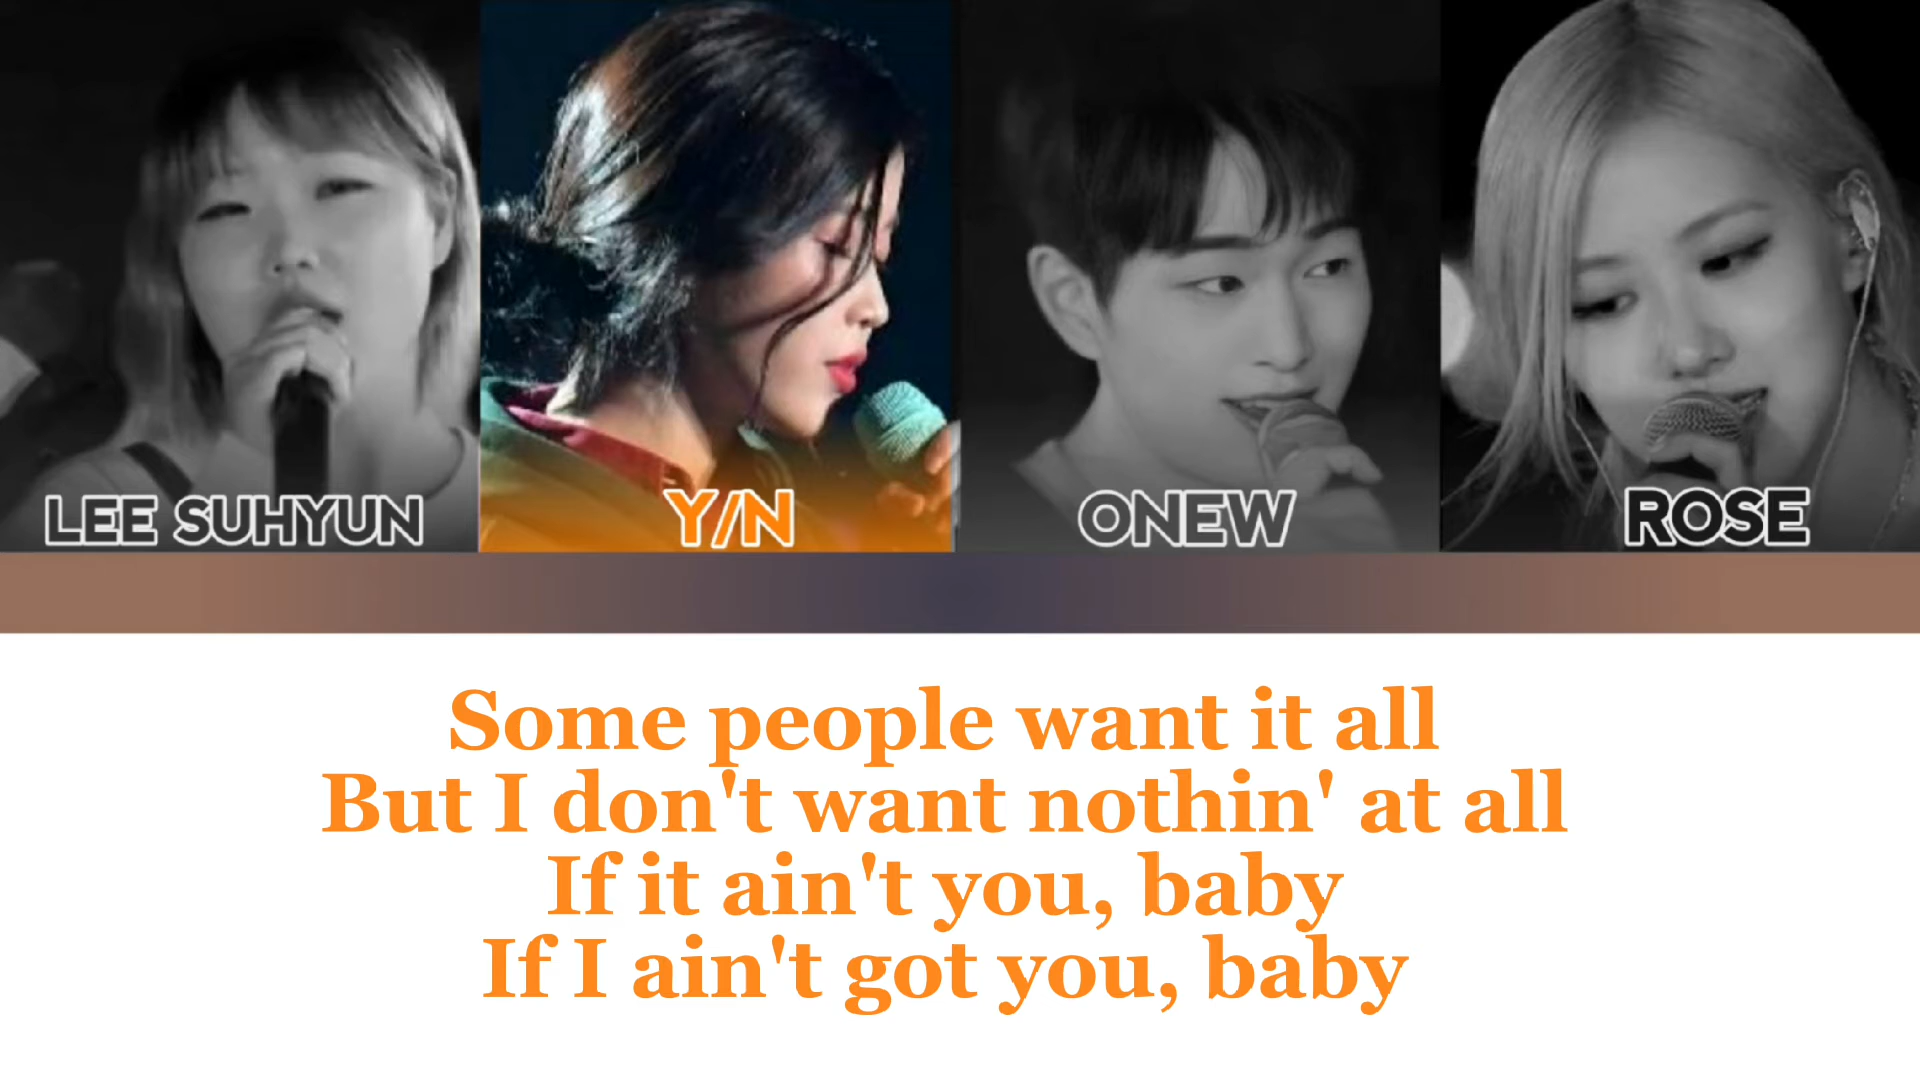 LEE SUHYUN
Y/N
ONEW
ROSE
Some people want it all
But I don't want nothin' at all
If it ain't you, baby
If I ain't got you, baby